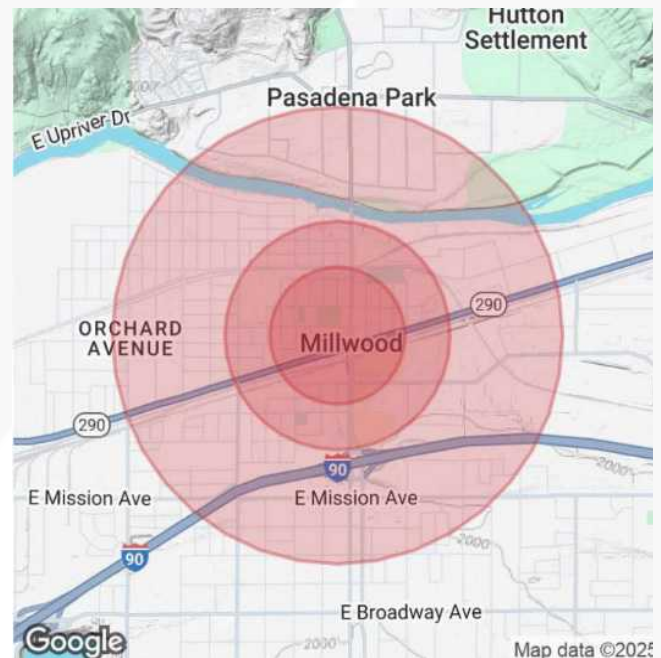 Hutton
Settlement
2000'
Pasadena Park
E Upriver Dr
290
ORCHARD
AVENUE
Millwood
290
90
2000'
E Mission Ave
E Mission Ave
90
2000
E Broadway Ave
2000'
Google
Map data ©2025